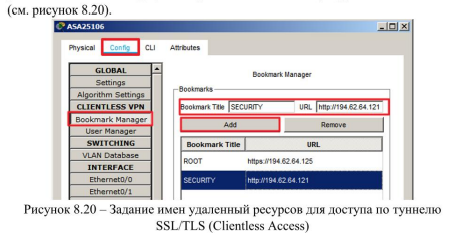 (см. рисунок 8.20).
ASA25106
Physical Config CLI Attributes
GLOBAL
Settings
Algorithm Settings
CLIENTLESS VPN
Bookmark Manager
User Manager
SWITCHING
VLAN Database
INTERFACE
Ethernet0/0
Ethernet0/1
Bookmark Manager
Bookmarks
Bookmark Title SECURITY URL http://194.62.64.121
Add Remove
Bookmark Title URL
ROOT https://194.62.64.125
SECURITY http://194.62.64.121
Рисунок 8.20 – Задание имен удаленный ресурсов для доступа по туннелю
SSL/TLS (Clientless Access)